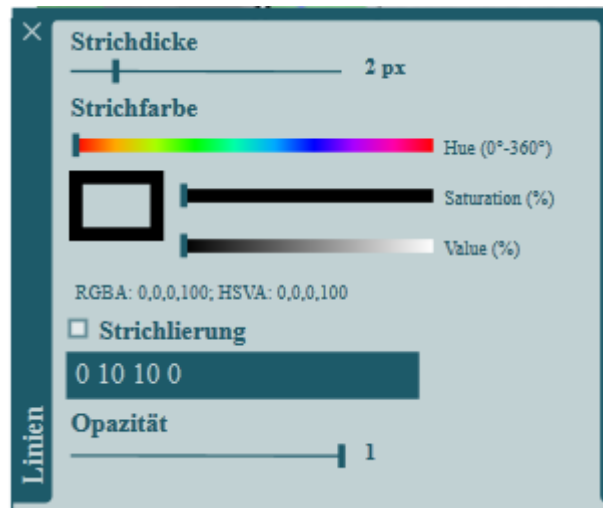 Strichdicke
2 px
Strichfarbe
Hue (0°-360°)
Saturation (%)
Value (%)
RGBA: 0,0,0,100; HSVA: 0,0,0,100
Strichlierung
0 10 10 0
Opazität
1
Linien